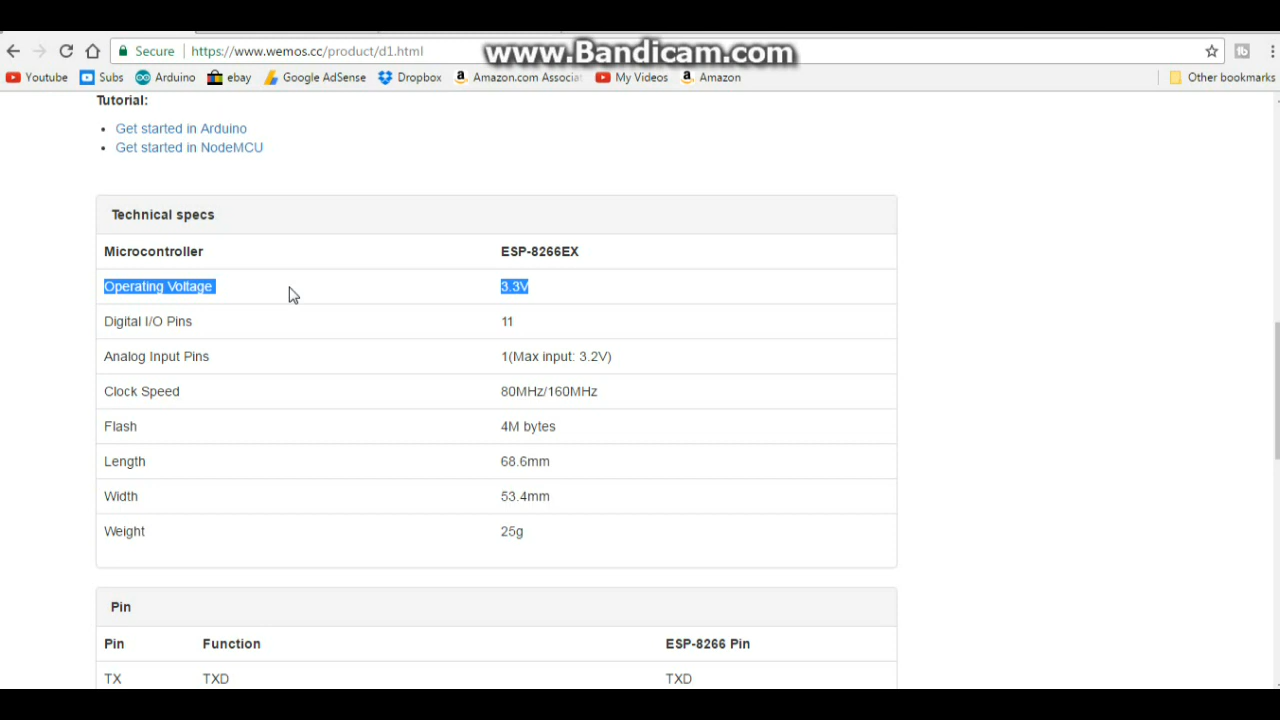 Secure https://www.wemos.cc/product/d1.html
www.Bandicam.com
Youtube Subs Arduino ebay Google AdSense Dropbox Amazon.com Associa My Videos Amazon Other bookmarks
Tutorial:
• Get started in Arduino
• Get started in NodeMCU
Technical specs
Microcontroller ESP-8266EX
Operating Voltage 3.3V
Digital I/O Pins 11
Analog Input Pins 1(Max input: 3.2V)
Clock Speed 80MHz/160MHz
Flash 4M bytes
Length 68.6mm
Width 53.4mm
Weight 25g
Pin
Pin Function ESP-8266 Pin
TX TXD TXD